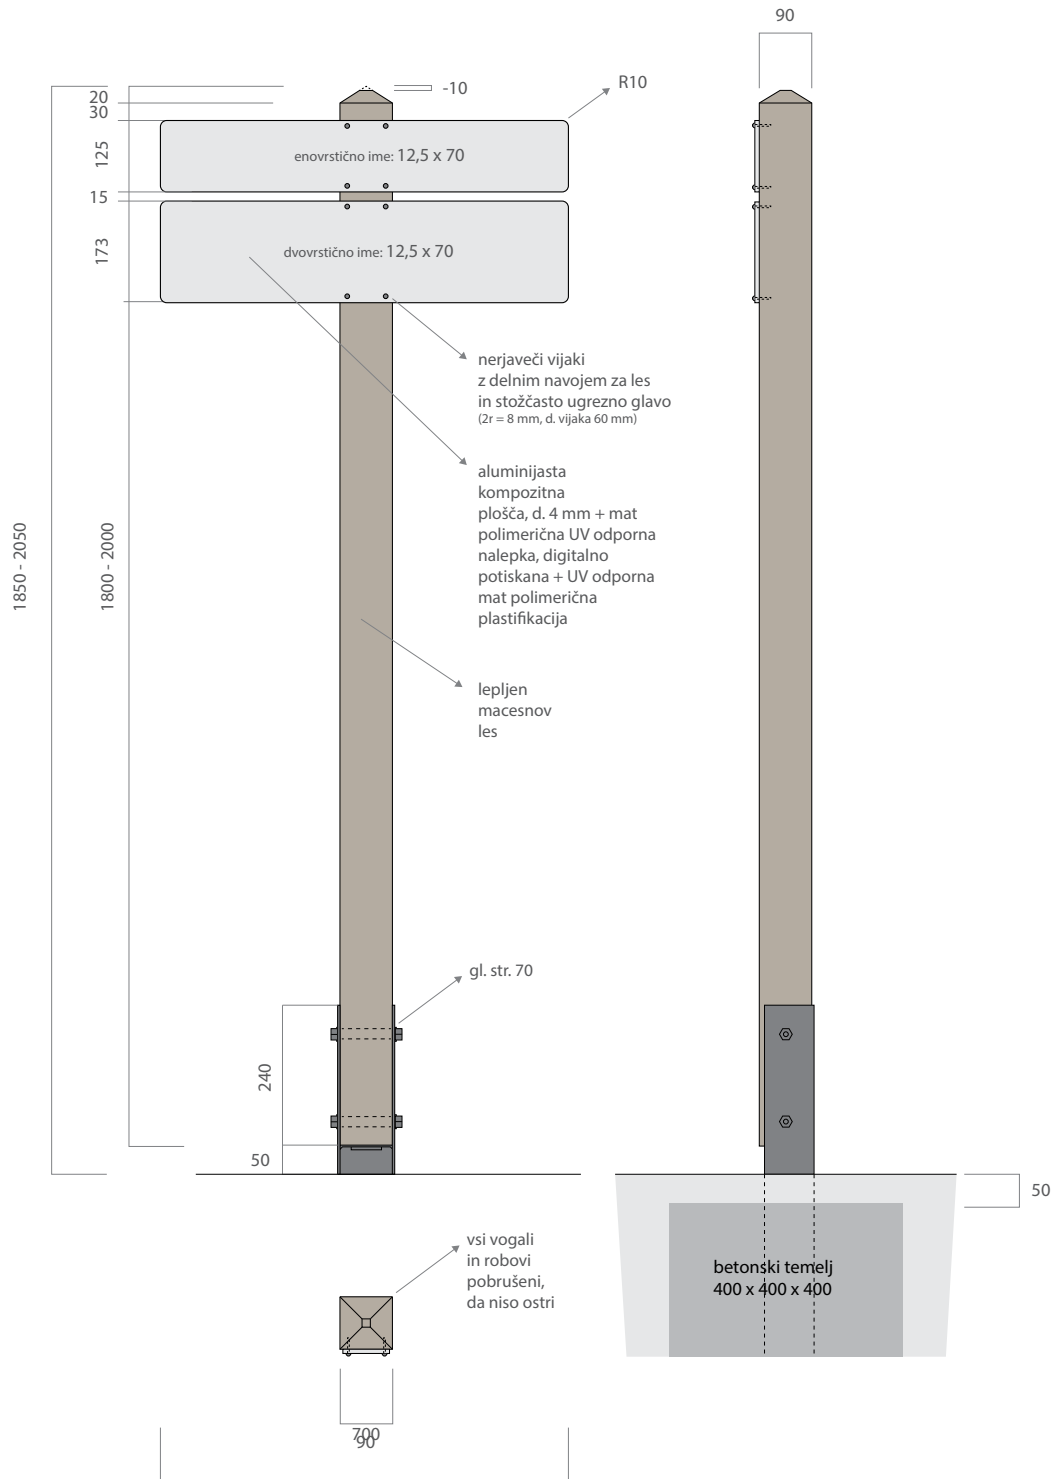 90
20
-10
R10
30
125
enovrstično ime: 12,5 x 70
15
173
dvovrstično ime: 12,5 x 70
nerjaveči vijaki
z delnim navojem za les
in stožčasto ugrezno glavo
(2r = 8 mm, d. vijaka 60 mm)
aluminijasta
kompozitna
plošča, d. 4 mm + mat
polimerična UV odporna
nalepka, digitalno
potiskana + UV odporna
mat polimerična
plastifikacija
1850 - 2050
1800 - 2000
lepljen
macesnov
les
gl. str. 70
240
50
50
vsi vogali
in robovi
pobrušeni,
da niso ostri
betonski temelj
400 x 400 x 400
700
90